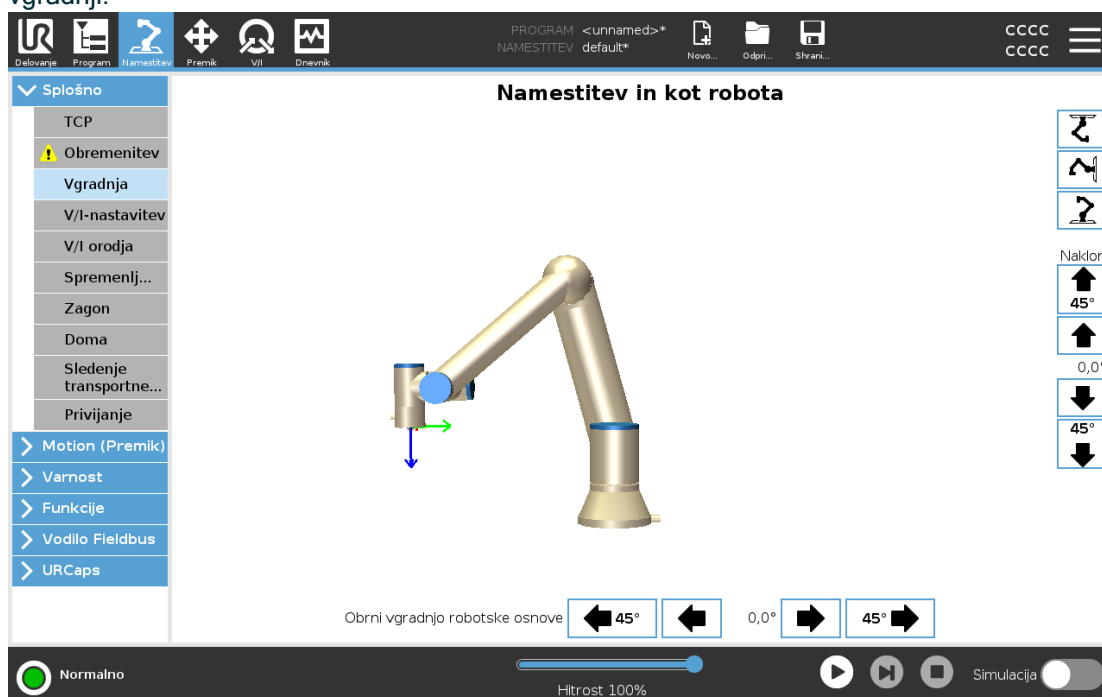 vgradnji.
PROGRAM <unnamed>*
NAMESTITEV default*
Novo...
Odpri...
Shrani...
CCCC
CCCC
Delovanje
Program
Namestitev
Premik
V/I
Dnevnik
Splošno
TCP
Obremenitev
Vgradnja
V/I-nastavitev
V/I orodja
Spremenlj...
Zagon
Doma
Sledenje
transportne...
Privijanje
Motion (Premik)
Varnost
Funkcije
Vodilo Fieldbus
URCaps
Namestitev in kot robota
Naklon
45°
0,0°
45°
Obrni vgradnjo robotske osnove
45°
0,0°
45°
Normalno
Hitrost 100%
Simulacija